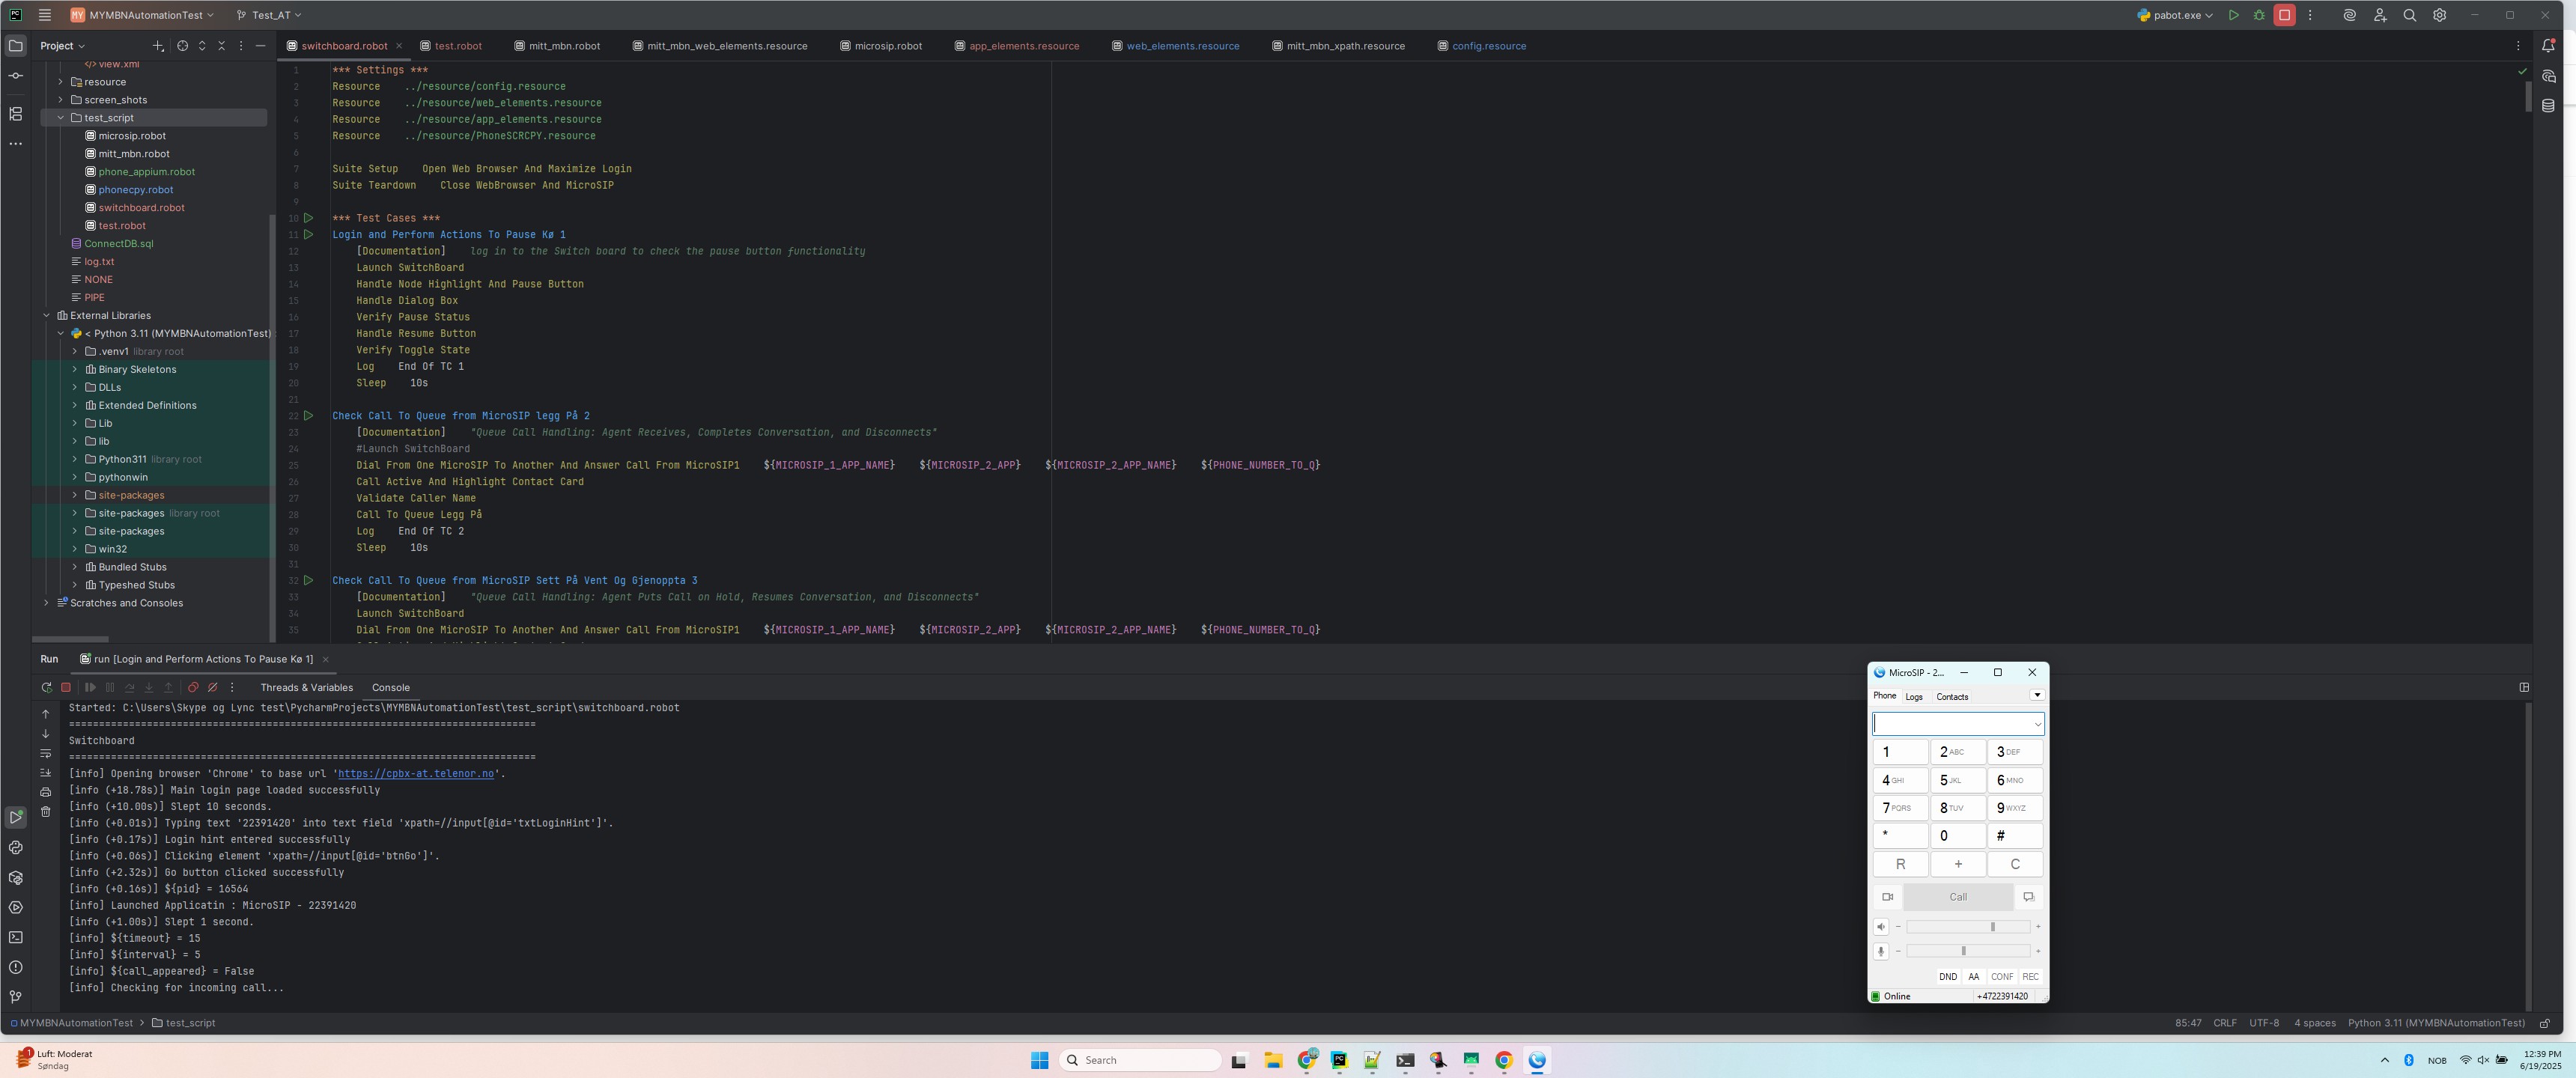 MY MYMBNAutomationTest Test_AT pabot.exe
Project
switchboard.robot test.robot mitt_mbn.robot mitt_mbn_web_elements.resource microsip.robot app_elements.resource web_elements.resource mitt_mbn_xpath.resource config.resource
view.xml
resource
screen_shots
test_script
microsip.robot
mitt_mbn.robot
phone_appium.robot
phonecpy.robot
switchboard.robot
test.robot
ConnectDB.sql
log.txt
NONE
PIPE
External Libraries
< Python 3.11 (MYMBNAutomationTest)
.venv1 library root
Binary Skeletons
DLLs
Extended Definitions
Lib
lib
Python311 library root
pythonwin
site-packages
site-packages library root
site-packages
win32
Bundled Stubs
Typeshed Stubs
Scratches and Consoles
1 *** Settings ***
2 Resource ../resource/config.resource
3 Resource ../resource/web_elements.resource
4 Resource ../resource/app_elements.resource
5 Resource ../resource/PhoneSCRCPY.resource
6
7 Suite Setup Open Web Browser And Maximize Login
8 Suite Teardown Close WebBrowser And MicroSIP
9
10 *** Test Cases ***
11 Login and Perform Actions To Pause Kø 1
12 [Documentation] log in to the Switch board to check the pause button functionality
13 Launch SwitchBoard
14 Handle Node Highlight And Pause Button
15 Handle Dialog Box
16 Verify Pause Status
17 Handle Resume Button
18 Verify Toggle State
19 Log End Of TC 1
20 Sleep 10s
21
22 Check Call To Queue from MicroSIP legg På 2
23 [Documentation] "Queue Call Handling: Agent Receives, Completes Conversation, and Disconnects"
24 #Launch SwitchBoard
25 Dial From One MicroSIP To Another And Answer Call From MicroSIP1 ${MICROSIP_1_APP_NAME} ${MICROSIP_2_APP} ${MICROSIP_2_APP_NAME} ${PHONE_NUMBER_TO_Q}
26 Call Active And Highlight Contact Card
27 Validate Caller Name
28 Call To Queue Legg På
29 Log End Of TC 2
30 Sleep 10s
31
32 Check Call To Queue from MicroSIP Sett På Vent Og Gjenoppta 3
33 [Documentation] "Queue Call Handling: Agent Puts Call on Hold, Resumes Conversation, and Disconnects"
34 Launch SwitchBoard
35 Dial From One MicroSIP To Another And Answer Call From MicroSIP1 ${MICROSIP_1_APP_NAME} ${MICROSIP_2_APP} ${MICROSIP_2_APP_NAME} ${PHONE_NUMBER_TO_Q}
Run run [Login and Perform Actions To Pause Kø 1]
Threads & Variables Console
Started: C:\Users\Skype og Lync test\PycharmProjects\MYMBNAutomationTest\test_script\switchboard.robot
==============================================================================
Switchboard
==============================================================================
[info] Opening browser 'Chrome' to base url 'https://cpbx-at.telenor.no'.
[info (+18.78s)] Main login page loaded successfully
[info (+10.00s)] Slept 10 seconds.
[info (+0.01s)] Typing text '22391420' into text field 'xpath=//input[@id='txtLoginHint']'.
[info (+0.17s)] Login hint entered successfully
[info (+0.06s)] Clicking element 'xpath=//input[@id='btnGo']'.
[info (+2.32s)] Go button clicked successfully
[info (+0.16s)] ${pid} = 16564
[info] Launched Applicatin : MicroSIP - 22391420
[info (+1.00s)] Slept 1 second.
[info] ${timeout} = 15
[info] ${interval} = 5
[info] ${call_appeared} = False
[info] Checking for incoming call...
MicroSIP - 2...
Phone Logs Contacts
1 2 ABC 3 DEF
4 GHI 5 JKL 6 MNO
7 PQRS 8 TUV 9 WXYZ
* 0 #
R + C
Call
- +
- +
DND AA CONF REC
Online +4722391420
MYMBNAutomationTest > test_script 85:47 CRLF UTF-8 4 spaces Python 3.11 (MYMBNAutomationTest)
1 Luft: Moderat
Søndag
Search
NOB
12:39 PM
6/19/2025